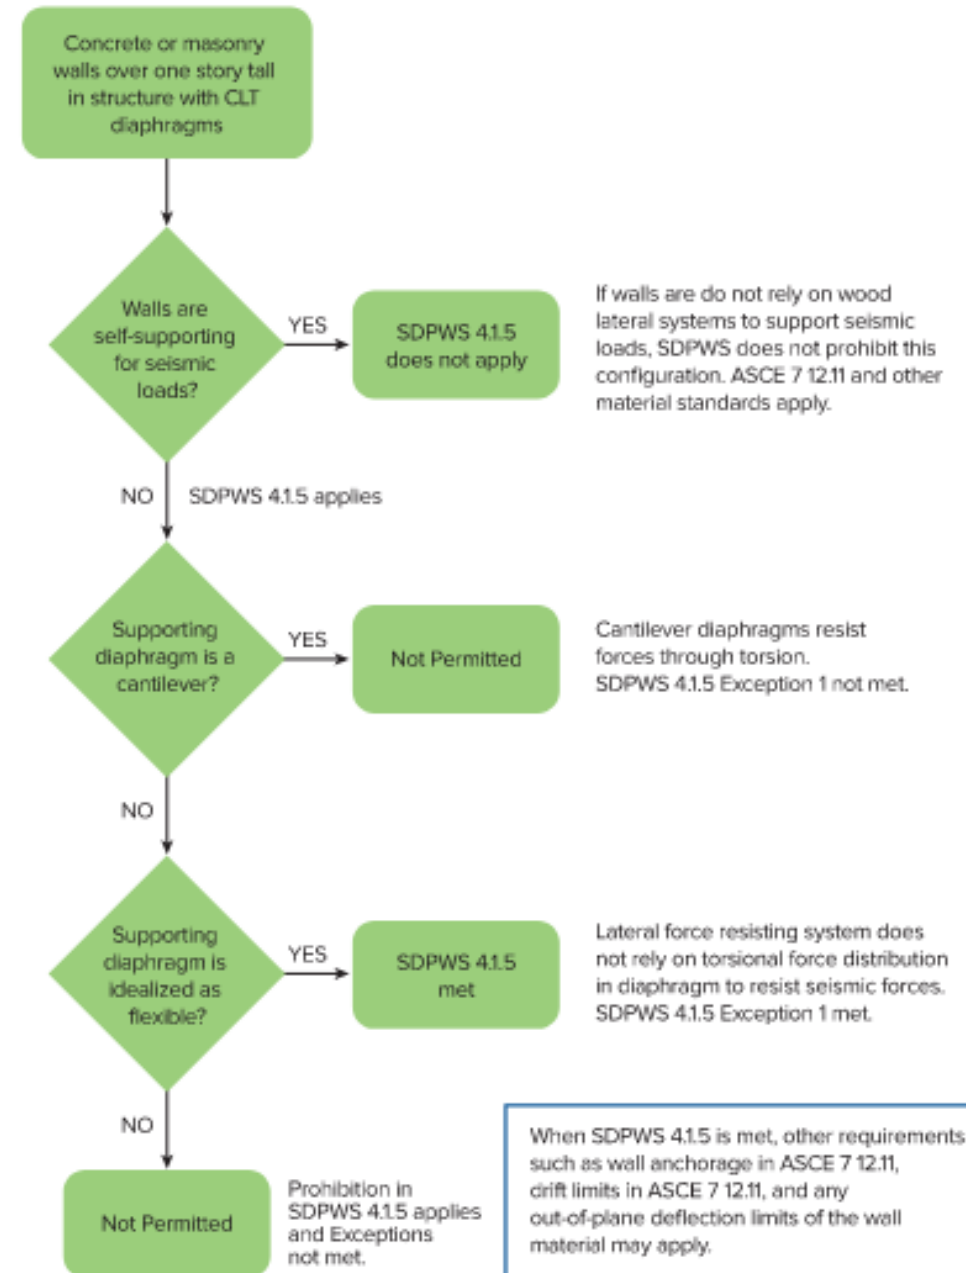 Concrete or masonry
walls over one story tall
in structure with CLT
diaphragms
Walls are
self-supporting
for seismic
loads?
YES
SDPWS 4.1.5
does not apply
If walls are do not rely on wood
lateral systems to support seismic
loads, SDPWS does not prohibit this
configuration. ASCE 7 12.11 and other
material standards apply.
NO
SDPWS 4.1.5 applies
Supporting
diaphragm is a
cantilever?
YES
Not Permitted
Cantilever diaphragms resist
forces through torsion.
SDPWS 4.1.5 Exception 1 not met.
NO
Supporting
diaphragm is
idealized as
flexible?
YES
SDPWS 4.1.5
met
Lateral force resisting system does
not rely on torsional force distribution
in diaphragm to resist seismic forces.
SDPWS 4.1.5 Exception 1 met.
NO
Not Permitted
Prohibition in
SDPWS 4.1.5 applies
and Exceptions
not met.
When SDPWS 4.1.5 is met, other requirements
such as wall anchorage in ASCE 7 12.11,
drift limits in ASCE 7 12.11, and any
out-of-plane deflection limits of the wall
material may apply.